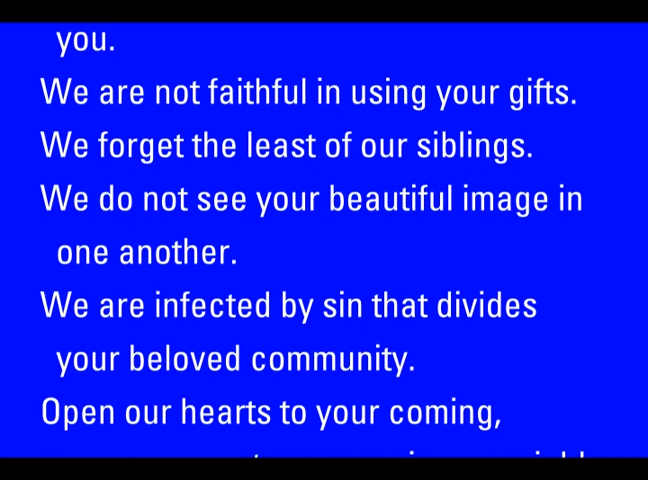 you.
We are not faithful in using your gifts.
We forget the least of our siblings.
We do not see your beautiful image in
one another.
We are infected by sin that divides
your beloved community.
Open our hearts to your coming,